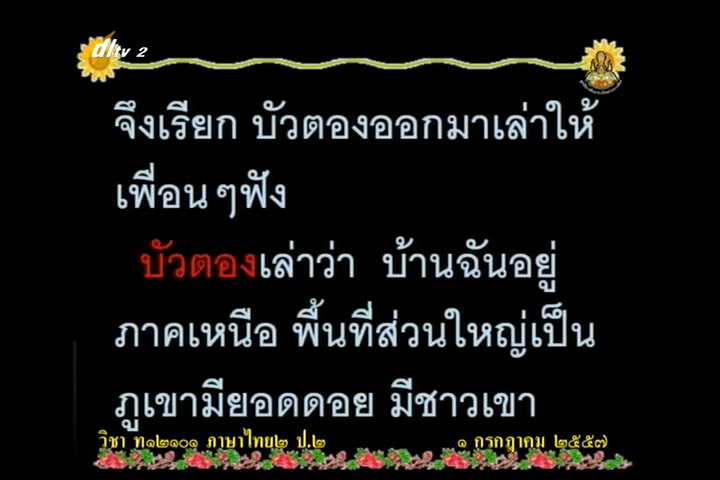 dltv 2
จึงเรียก บัวตองออกมาเล่าให้
เพื่อนๆฟัง
บัวตองเล่าว่า บ้านฉันอยู่
ภาคเหนือ พื้นที่ส่วนใหญ่เป็น
ภูเขามียอดดอย มีชาวเขา
วิชา ท๑๒๑๐๑ ภาษาไทย๒ ป.๒ ๑ กรกฎาคม ๒๕๕๗